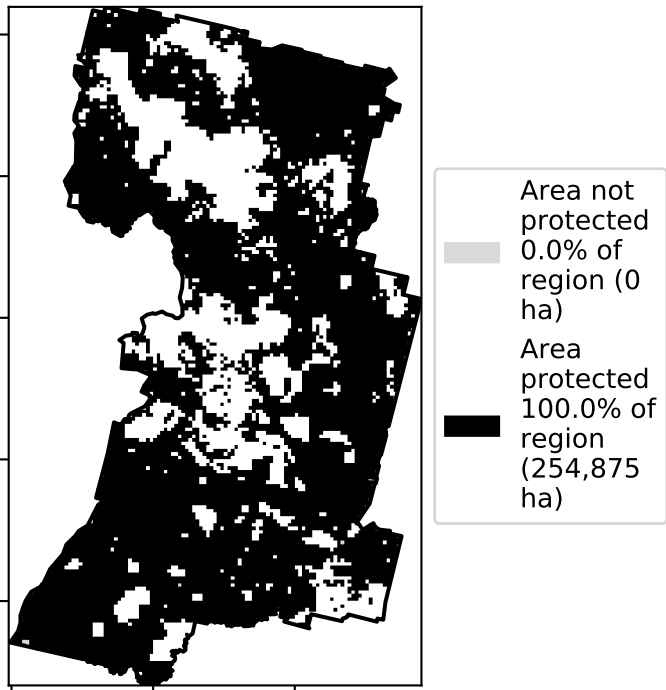 Area not
protected
0.0% of
region (0
ha)
Area
protected
100.0% of
region
(254,875
ha)